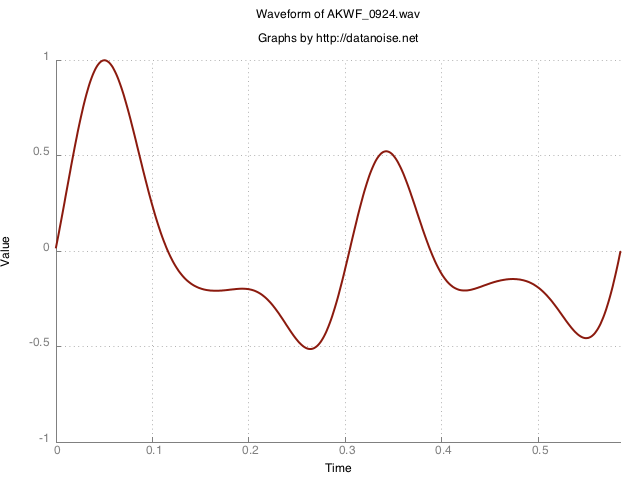 Waveform of AKWF_0924.wav
Graphs by http://datanoise.net
1
0.5
0
-0.5
-1
Value
0 0.1 0.2 0.3 0.4 0.5
Time